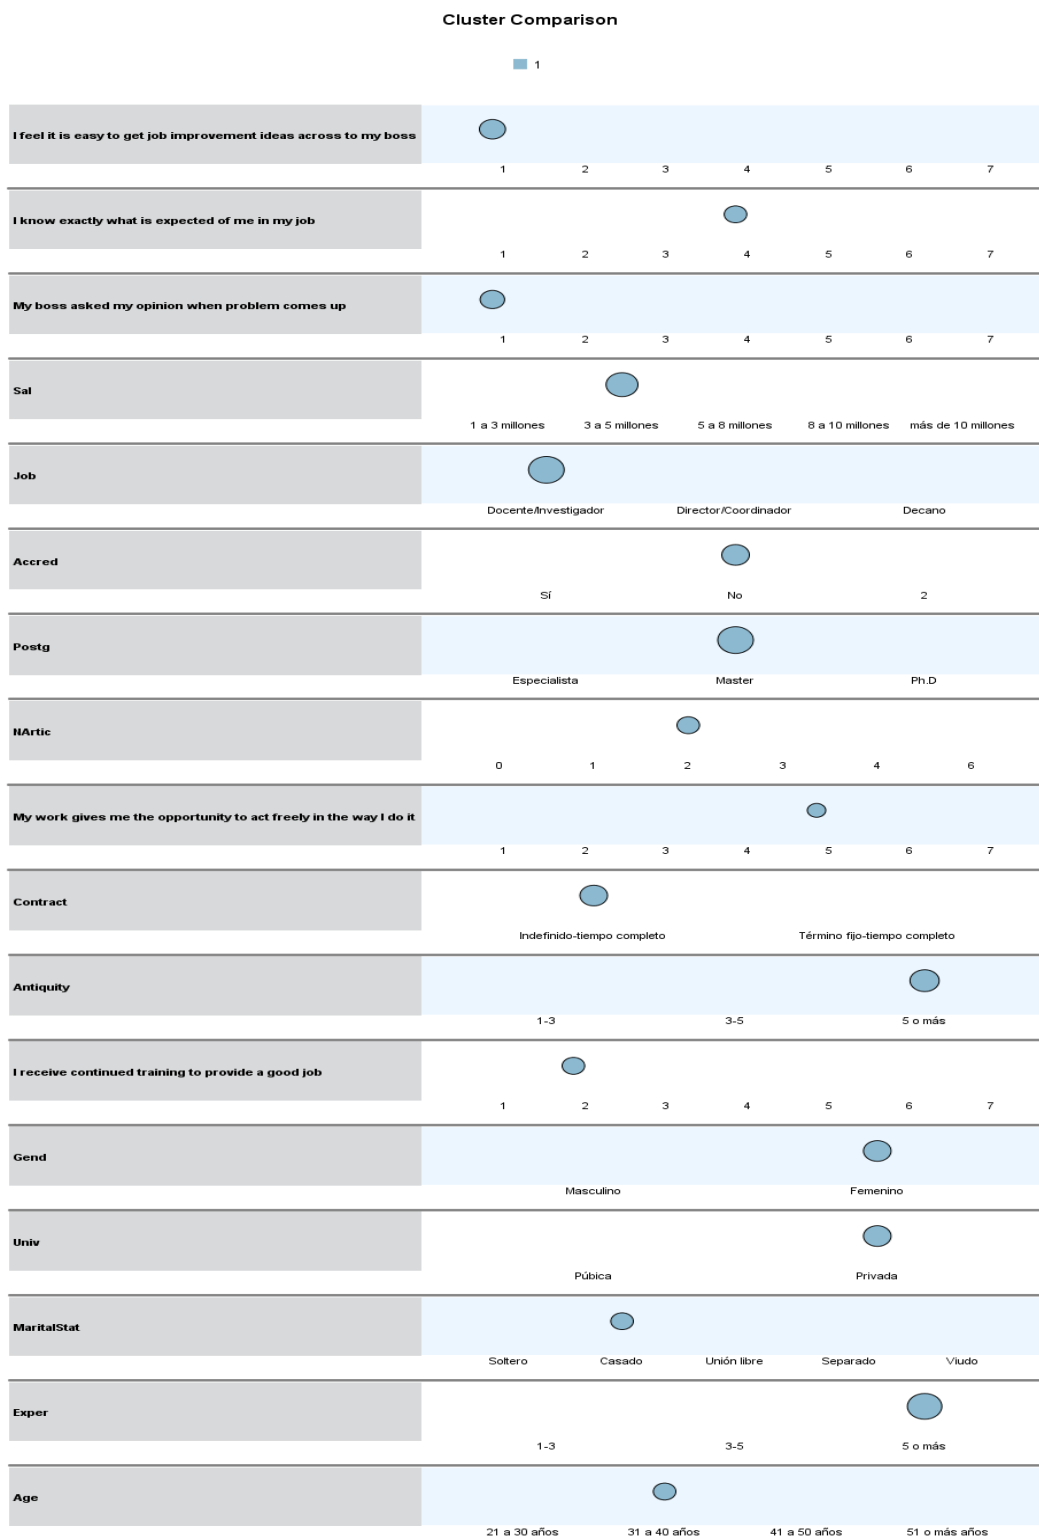 Cluster Comparison
1
I feel it is easy to get job improvement ideas across to my boss
1 2 3 4 5 6 7
I know exactly what is expected of me in my job
1 2 3 4 5 6 7
My boss asked my opinion when problem comes up
1 2 3 4 5 6 7
Sal
1 a 3 millones 3 a 5 millones 5 a 8 millones 8 a 10 millones más de 10 millones
Job
Docente/Investigador Director/Coordinador Decano
Accred
Sí No 2
Postg
Especialista Master Ph.D
NArtic
0 1 2 3 4 6
My work gives me the opportunity to act freely in the way I do it
1 2 3 4 5 6 7
Contract
Indefinido-tiempo completo Término fijo-tiempo completo
Antiquity
1-3 3-5 5 o más
I receive continued training to provide a good job
1 2 3 4 5 6 7
Gend
Masculino Femenino
Univ
Púbica Privada
MaritalStat
Soltero Casado Unión libre Separado Viudo
Exper
1-3 3-5 5 o más
Age
21 a 30 años 31 a 40 años 41 a 50 años 51 o más años